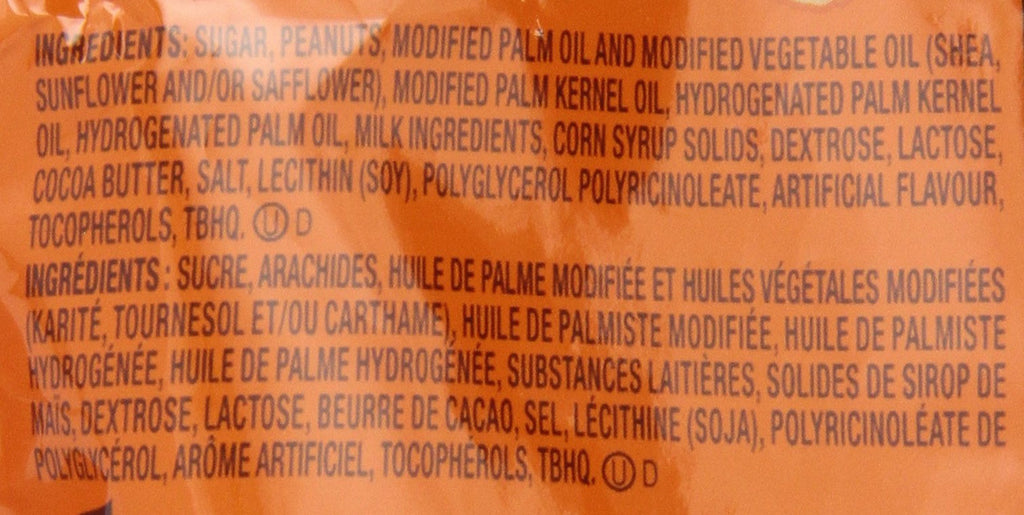 INGREDIENTS: SUGAR, PEANUTS, MODIFIED PALM OIL AND MODIFIED VEGETABLE OIL (SHEA,
SUNFLOWER AND/OR SAFFLOWER), MODIFIED PALM KERNEL OIL, HYDROGENATED PALM KERNEL
OIL, HYDROGENATED PALM OIL, MILK INGREDIENTS, CORN SYRUP SOLIDS, DEXTROSE, LACTOSE,
COCOA BUTTER, SALT, LECITHIN (SOY), POLYGLYCEROL POLYRICINOLEATE, ARTIFICIAL FLAVOUR,
TOCOPHEROLS, TBHQ. Ⓤ D
INGRÉDIENTS : SUCRE, ARACHIDES, HUILE DE PALME MODIFIÉE ET HUILES VÉGÉTALES MODIFIÉES
(KARITÉ, TOURNESOL ET/OU CARTHAME), HUILE DE PALMISTE MODIFIÉE, HUILE DE PALMISTE
HYDROGÉNÉE, HUILE DE PALME HYDROGÉNÉE, SUBSTANCES LAITIÈRES, SOLIDES DE SIROP DE
MAÏS, DEXTROSE, LACTOSE, BEURRE DE CACAO, SEL, LÉCITHINE (SOJA), POLYRICINOLÉATE DE
POLYGLYCÉROL, ARÔME ARTIFICIEL, TOCOPHÉROLS, TBHQ. Ⓤ D